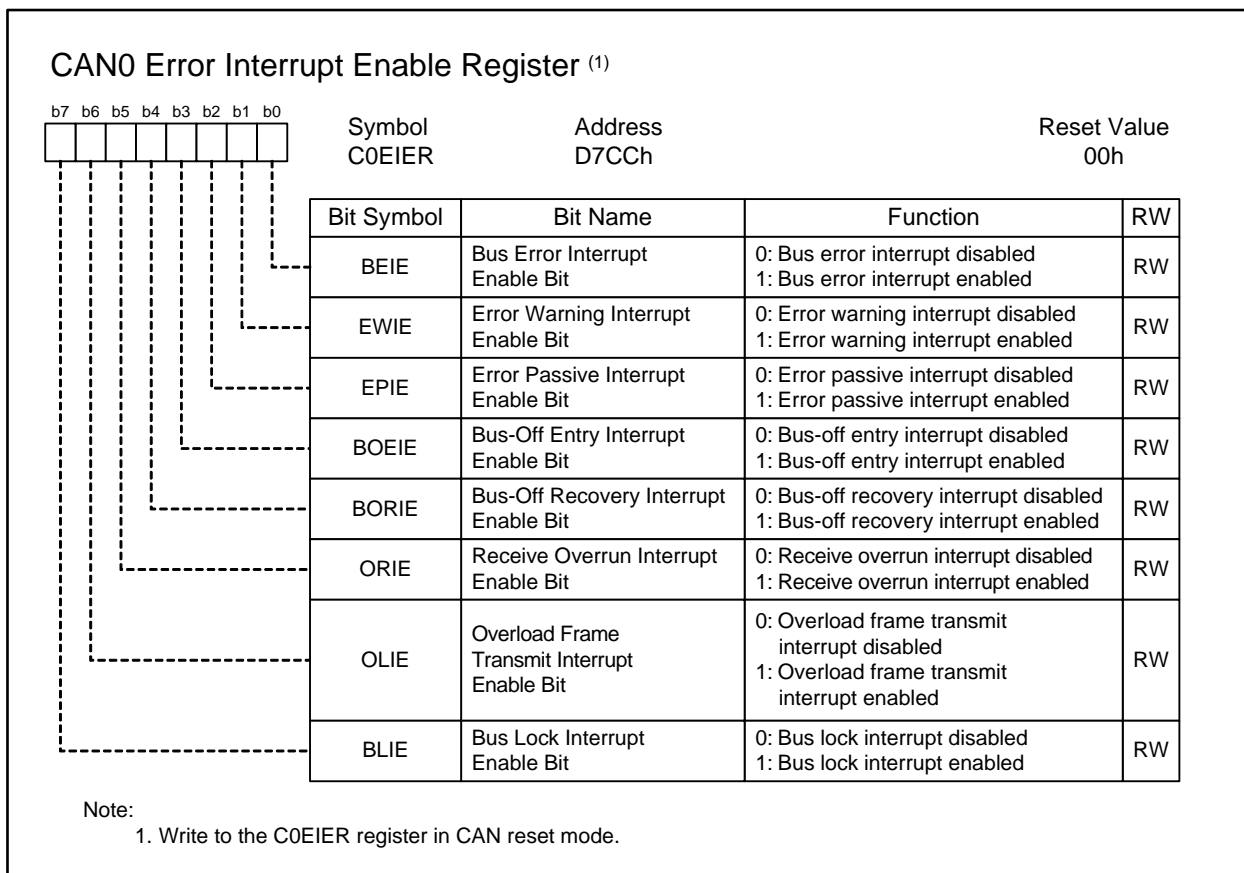 CAN0 Error Interrupt Enable Register (1)
b7 b6 b5 b4 b3 b2 b1 b0
Symbol Address Reset Value
C0EIER D7CCh 00h
Bit Symbol Bit Name Function RW
BEIE
Bus Error Interrupt
Enable Bit
0: Bus error interrupt disabled
1: Bus error interrupt enabled
RW
EWIE
Error Warning Interrupt
Enable Bit
0: Error warning interrupt disabled
1: Error warning interrupt enabled
RW
EPIE
Error Passive Interrupt
Enable Bit
0: Error passive interrupt disabled
1: Error passive interrupt enabled
RW
BOEIE
Bus-Off Entry Interrupt
Enable Bit
0: Bus-off entry interrupt disabled
1: Bus-off entry interrupt enabled
RW
BORIE
Bus-Off Recovery Interrupt
Enable Bit
0: Bus-off recovery interrupt disabled
1: Bus-off recovery interrupt enabled
RW
ORIE
Receive Overrun Interrupt
Enable Bit
0: Receive overrun interrupt disabled
1: Receive overrun interrupt enabled
RW
OLIE
Overload Frame
Transmit Interrupt
Enable Bit
0: Overload frame transmit
interrupt disabled
1: Overload frame transmit
interrupt enabled
RW
BLIE
Bus Lock Interrupt
Enable Bit
0: Bus lock interrupt disabled
1: Bus lock interrupt enabled
RW
Note:
1. Write to the C0EIER register in CAN reset mode.